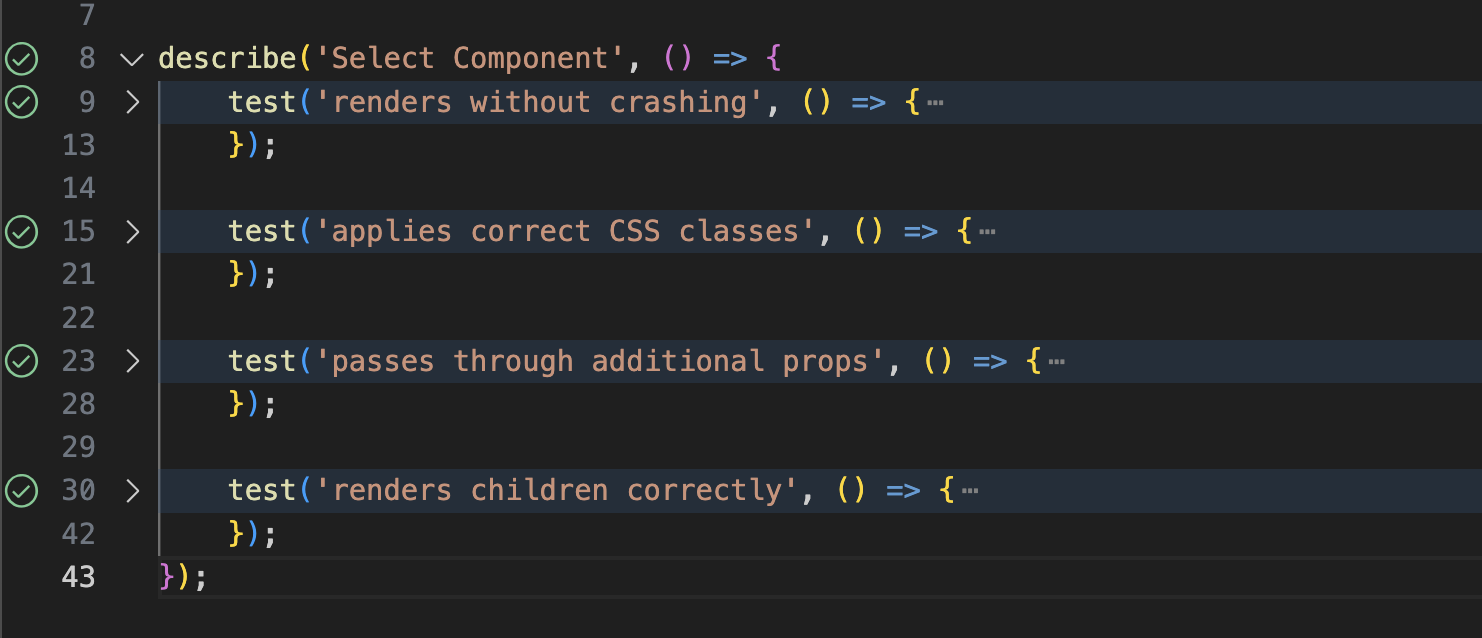 7
8 describe('Select Component', () => {
9 test('renders without crashing', () => {⋯
13 });
14
15 test('applies correct CSS classes', () => {⋯
21 });
22
23 test('passes through additional props', () => {⋯
28 });
29
30 test('renders children correctly', () => {⋯
42 });
43 });